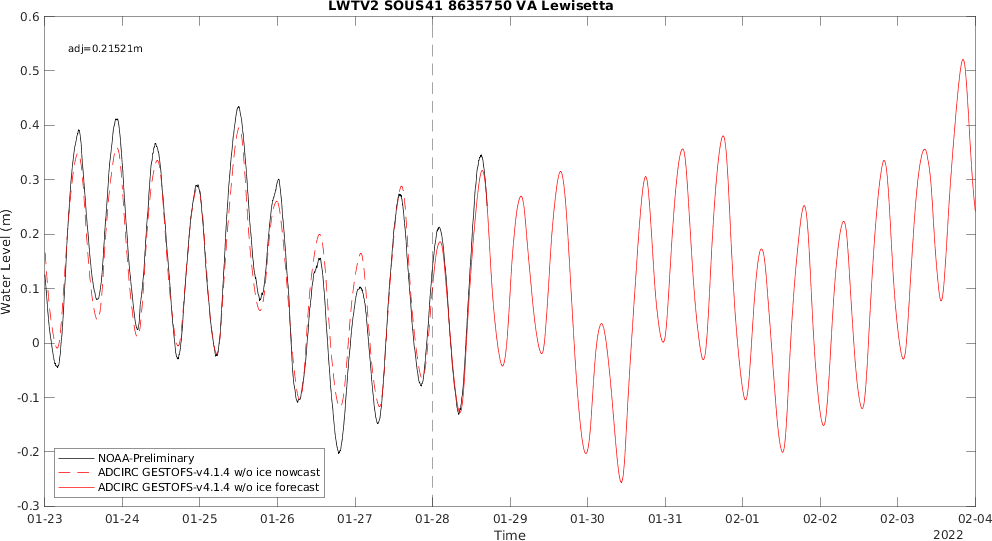 LWTV2 SOUS41 8635750 VA Lewisetta
adj=0.21521m
0.6
0.5
0.4
0.3
0.2
0.1
0
-0.1
-0.2
-0.3
Water Level (m)
NOAA-Preliminary
ADCIRC GESTOFS-v4.1.4 w/o ice nowcast
ADCIRC GESTOFS-v4.1.4 w/o ice forecast
01-23 01-24 01-25 01-26 01-27 01-28 01-29 01-30 01-31 02-01 02-02 02-03 02-04
Time
2022